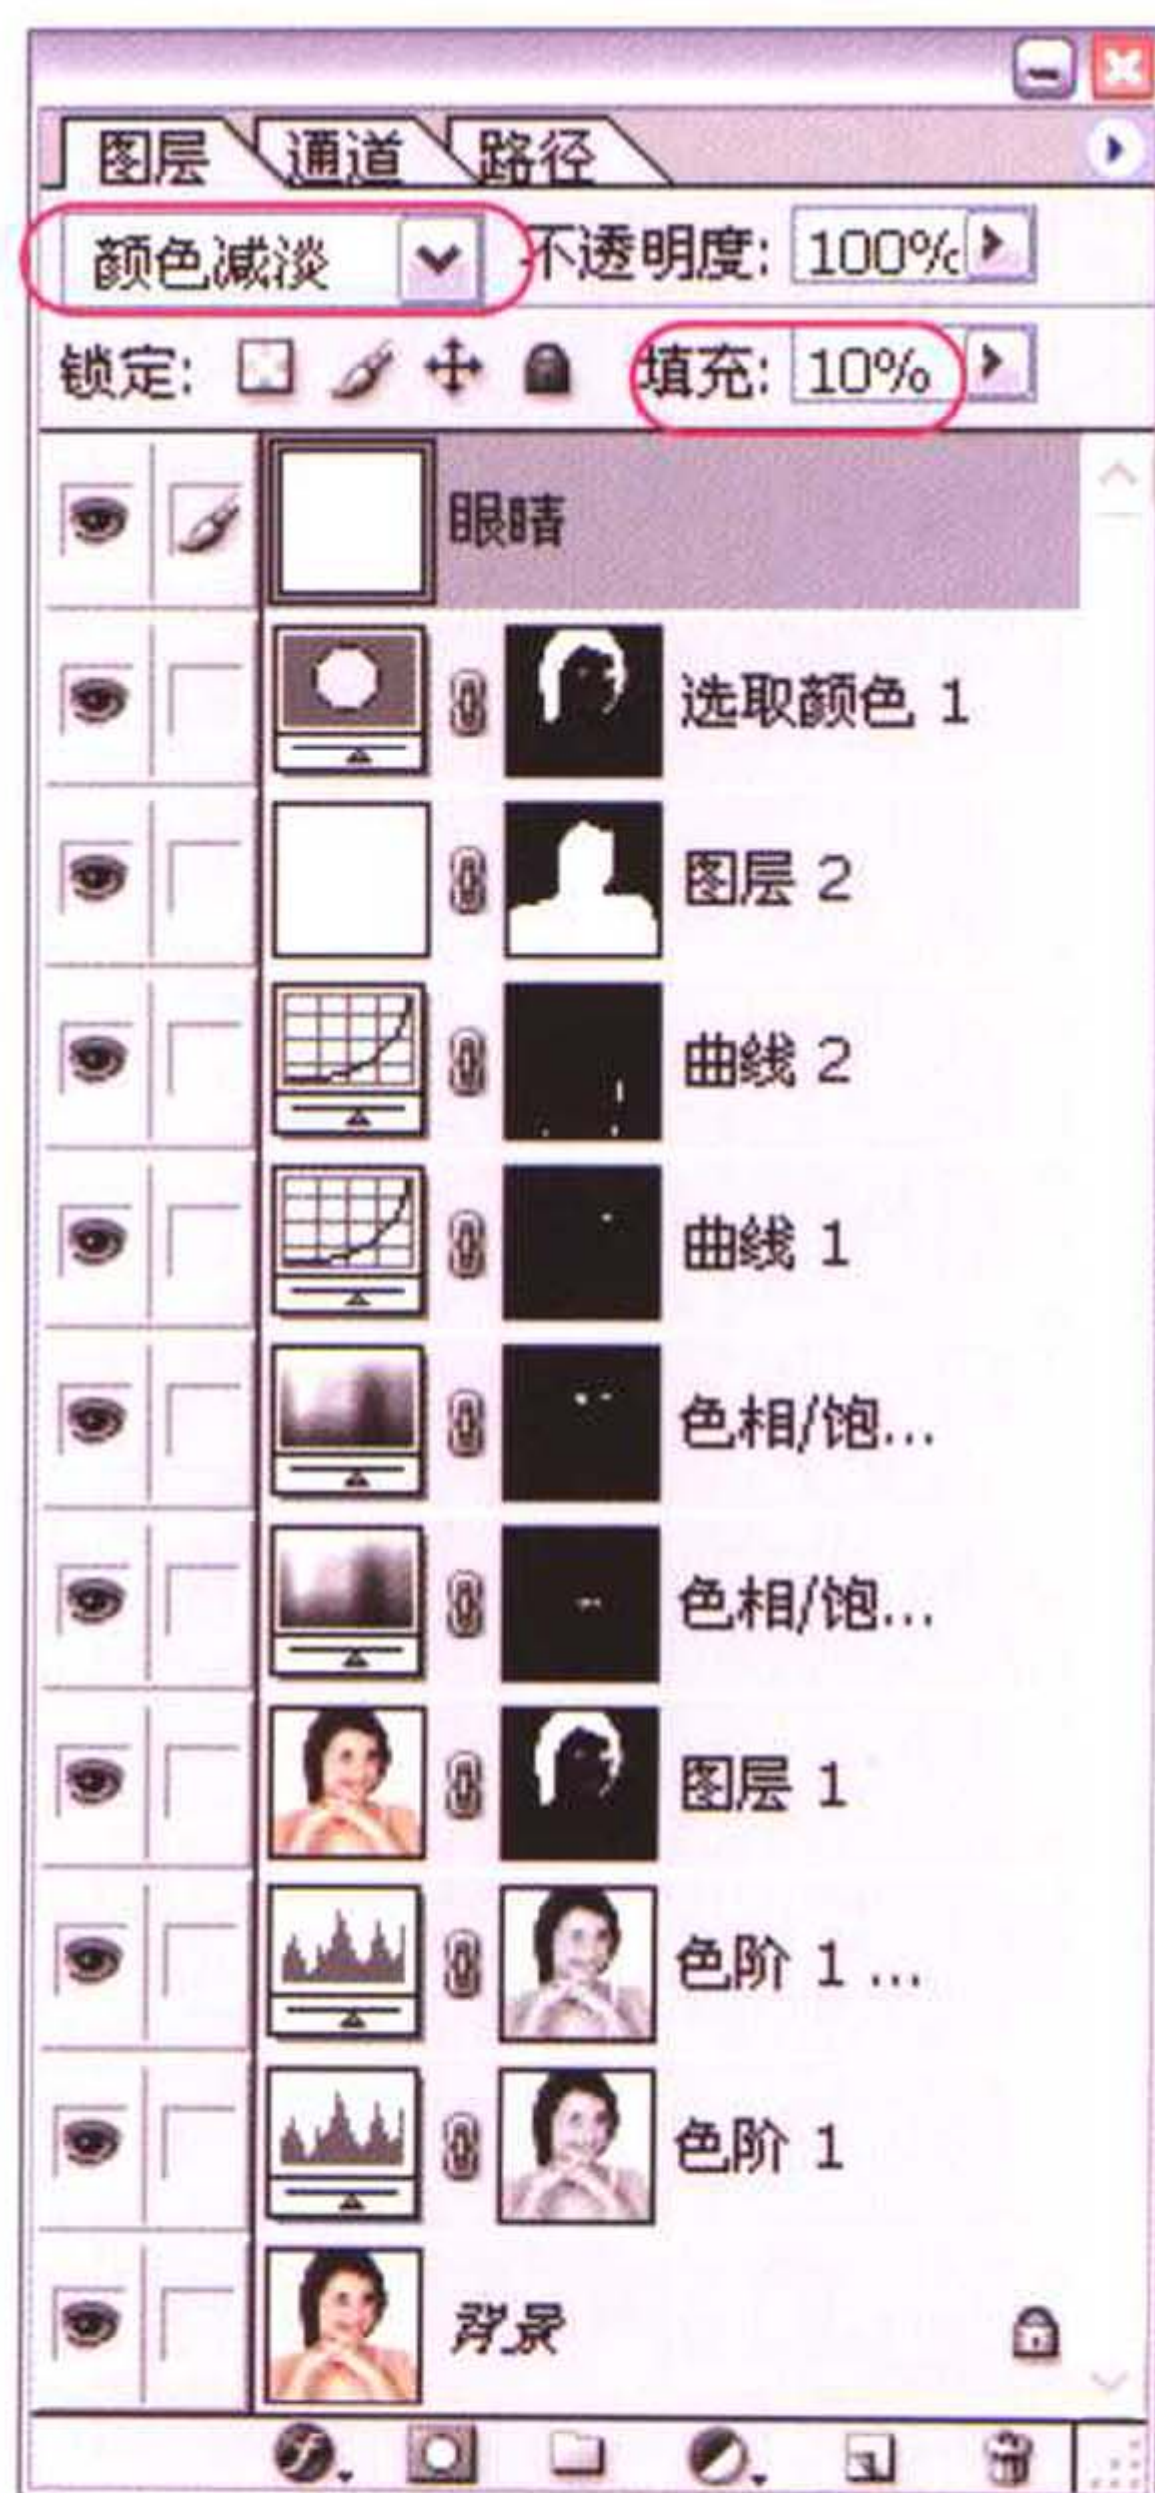 图层 通道 路径
颜色减淡 不透明度: 100%
锁定: 填充: 10%
眼睛
选取颜色 1
图层 2
曲线 2
曲线 1
色相/饱...
色相/饱...
图层 1
色阶 1 ...
色阶 1
背景